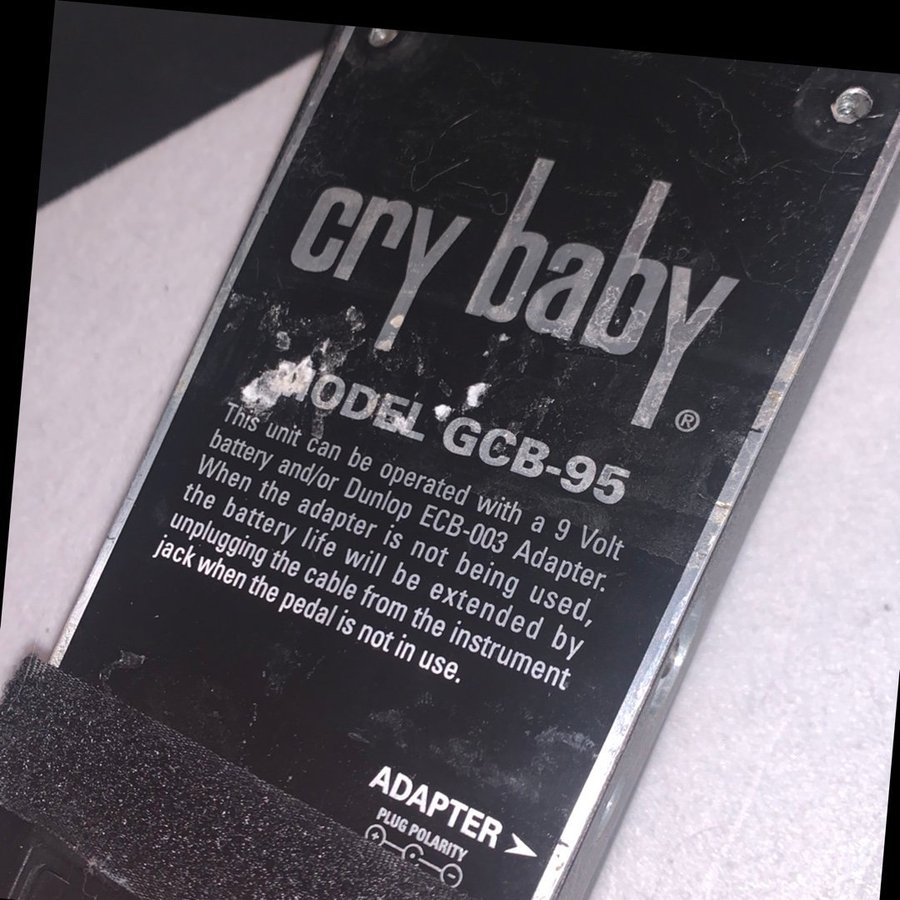 cry baby®
MODEL GCB-95
This unit can be operated with a 9 Volt
battery and/or Dunlop ECB-003 Adapter.
When the adapter is not being used,
the battery life will be extended by
unplugging the cable from the instrument
jack when the pedal is not in use.
ADAPTER ➤
PLUG POLARITY
+ −